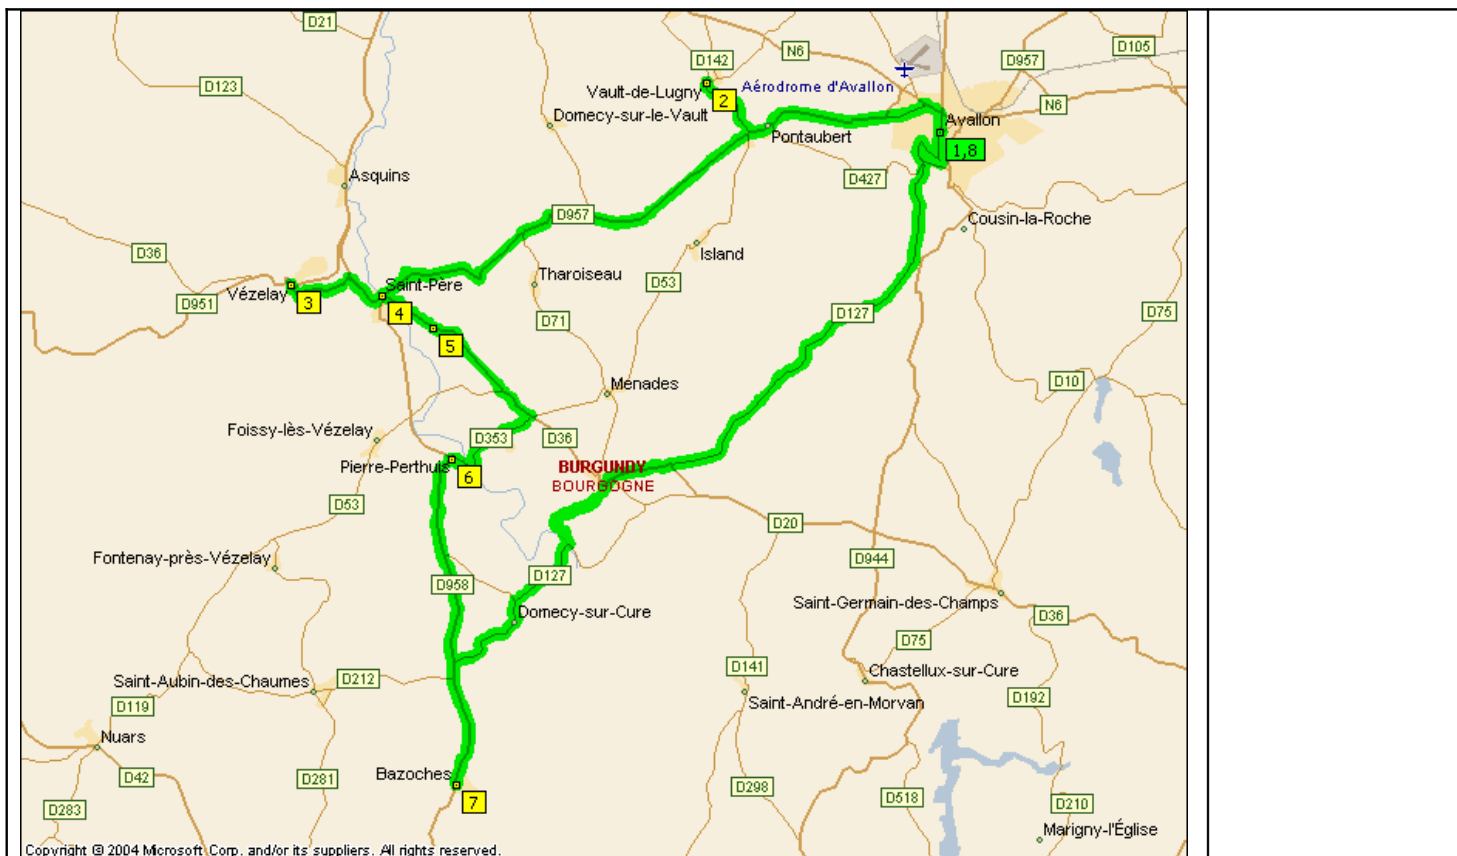 D21
N6
D105
D142
D957
D123
Vault-de-Lugny
2
Aérodrome d'Avallon
N6
Domecy-sur-le-Vault
Avallon
Pontaubert
1,8
Asquins
D427
D957
Cousin-la-Roche
D36
Island
Tharoiseau
D53
Saint-Père
Vézelay
3
D951
4
D127
D75
D71
5
D10
Ménades
Foissy-lès-Vézelay
D353
D36
Pierre-Perthuis
6
BURGUNDY
BOURGOGNE
D53
D20
Fontenay-près-Vézelay
D944
D127
D958
Saint-Germain-des-Champs
Domecy-sur-Cure
D36
D75
D141
Chastellux-sur-Cure
Saint-Aubin-des-Chaumes
D212
D192
D119
Saint-André-en-Morvan
Nuars
Bazoches
D42
D281
D298
7
D518
D283
D210
Marigny-l'Église
Copyright © 2004 Microsoft Corp. and/or its suppliers. All rights reserved.